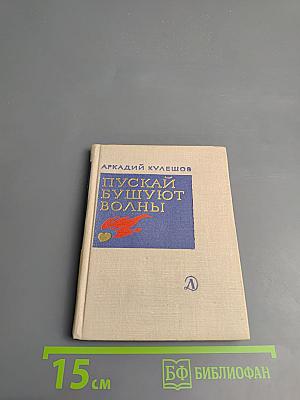 АРКАДИЙ КУЛЕШОВ
ПУСКАЙ
БУШУЮТ
ВОЛНЫ
Д
15 см
БФ БИБЛИОФАН